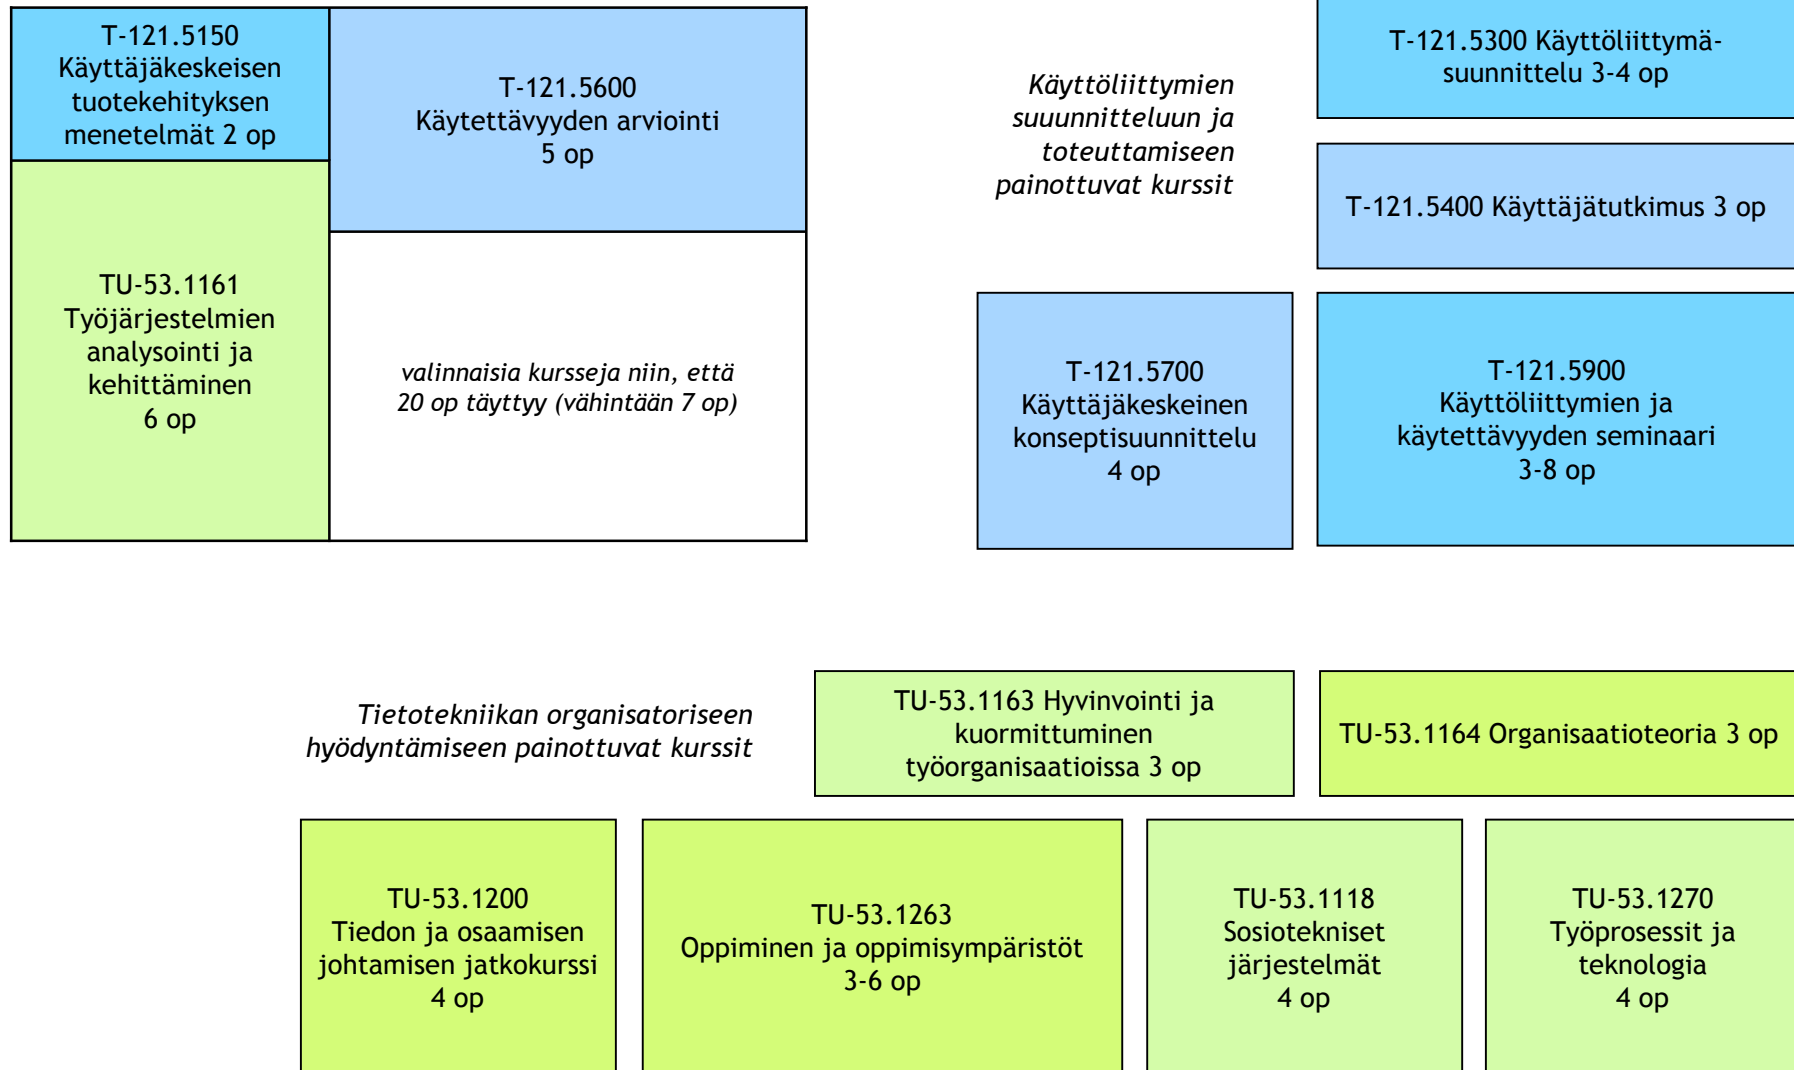 T-121.5150
Käyttäjäkeskeisen
tuotekehityksen
menetelmät 2 op
T-121.5600
Käytettävyyden arviointi
5 op
TU-53.1161
Työjärjestelmien
analysointi ja
kehittäminen
6 op
valinnaisia kursseja niin, että
20 op täyttyy (vähintään 7 op)
Käyttöliittymien
suuunnitteluun ja
toteuttamiseen
painottuvat kurssit
T-121.5300 Käyttöliittymä-
suunnittelu 3-4 op
T-121.5400 Käyttäjätutkimus 3 op
T-121.5700
Käyttäjäkeskeinen
konseptisuunnittelu
4 op
T-121.5900
Käyttöliittymien ja
käytettävyyden seminaari
3-8 op
Tietotekniikan organisatoriseen
hyödyntämiseen painottuvat kurssit
TU-53.1163 Hyvinvointi ja
kuormittuminen
työorganisaatioissa 3 op
TU-53.1164 Organisaatioteoria 3 op
TU-53.1200
Tiedon ja osaamisen
johtamisen jatkokurssi
4 op
TU-53.1263
Oppiminen ja oppimisympäristöt
3-6 op
TU-53.1118
Sosiotekniset
järjestelmät
4 op
TU-53.1270
Työprosessit ja
teknologia
4 op